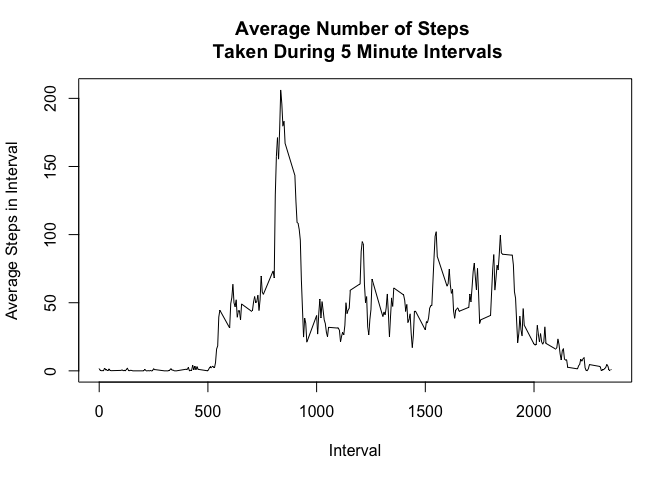 Average Number of Steps
Taken During 5 Minute Intervals
Average Steps in Interval
200
150
100
50
0
0 500 1000 1500 2000
Interval